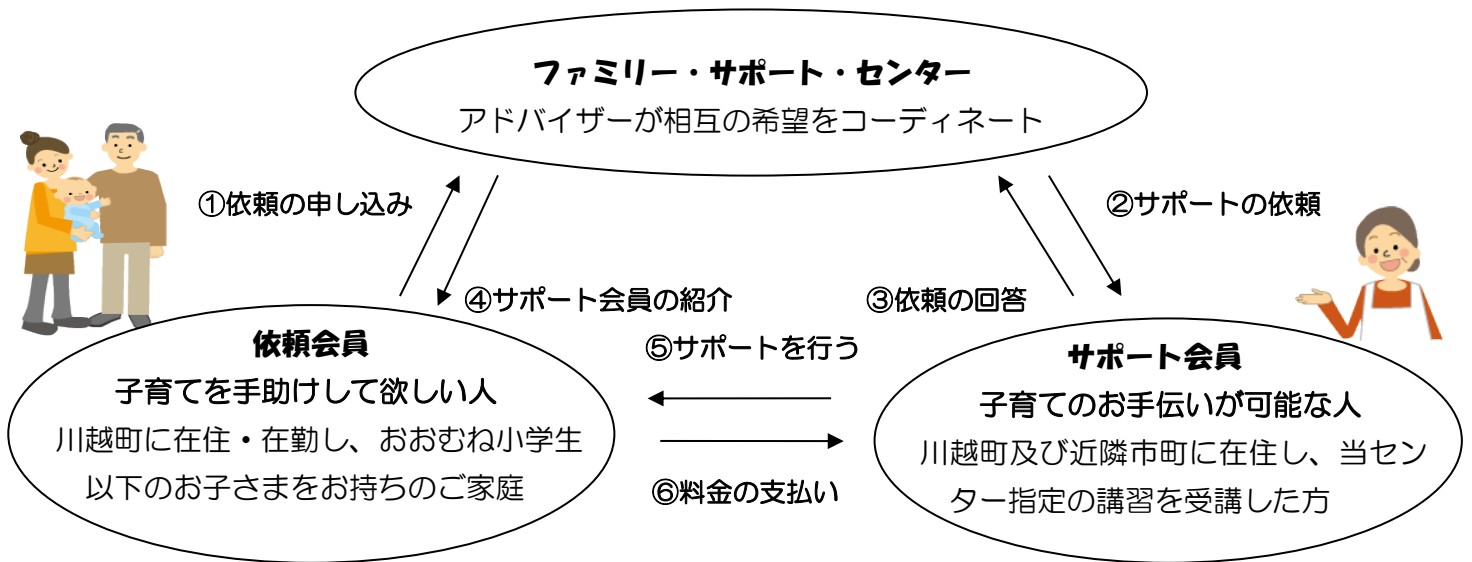 ファミリー・サポート・センター
アドバイザーが相互の希望をコーディネート
①依頼の申し込み
②サポートの依頼
④サポート会員の紹介
③依頼の回答
依頼会員
子育てを手助けして欲しい人
川越町に在住・在勤し、おおむね小学生
以下のお子さまをお持ちのご家庭
⑤サポートを行う
⑥料金の支払い
サポート会員
子育てのお手伝いが可能な人
川越町及び近隣市町に在住し、当セン
ター指定の講習を受講した方